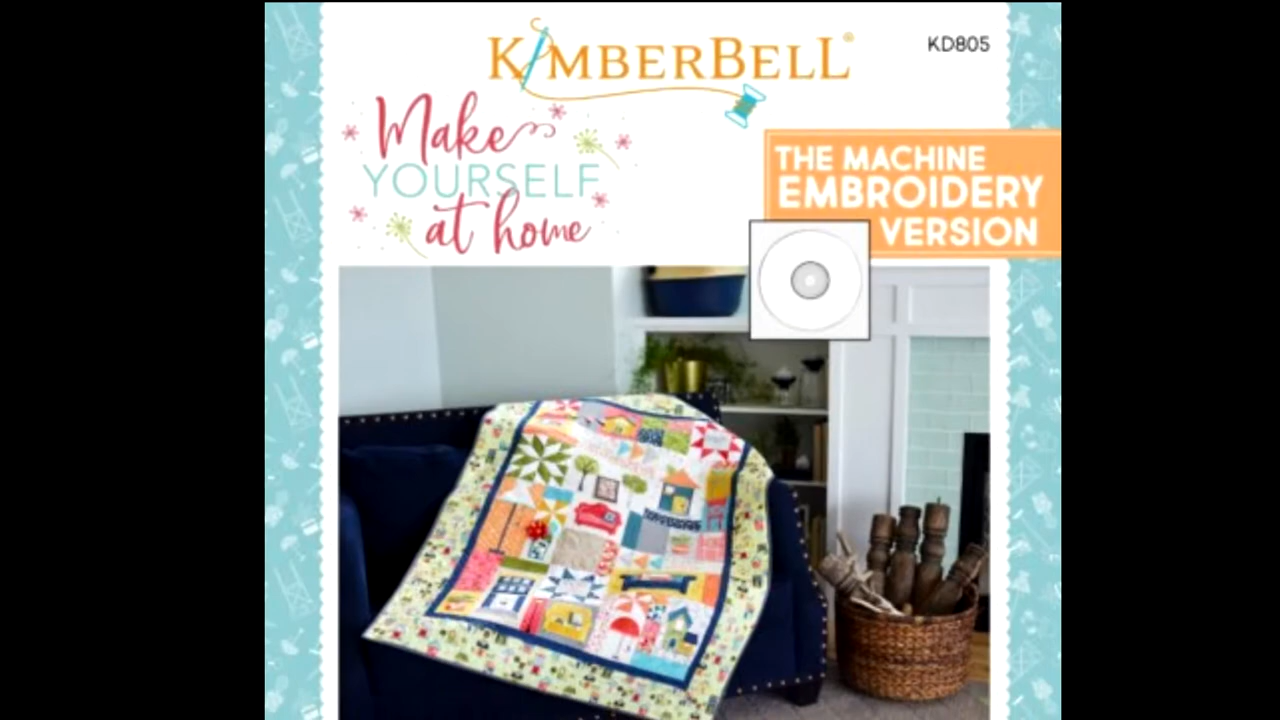 KIMBERBELL®
KD805
Make
YOURSELF
at home
THE MACHINE
EMBROIDERY
VERSION